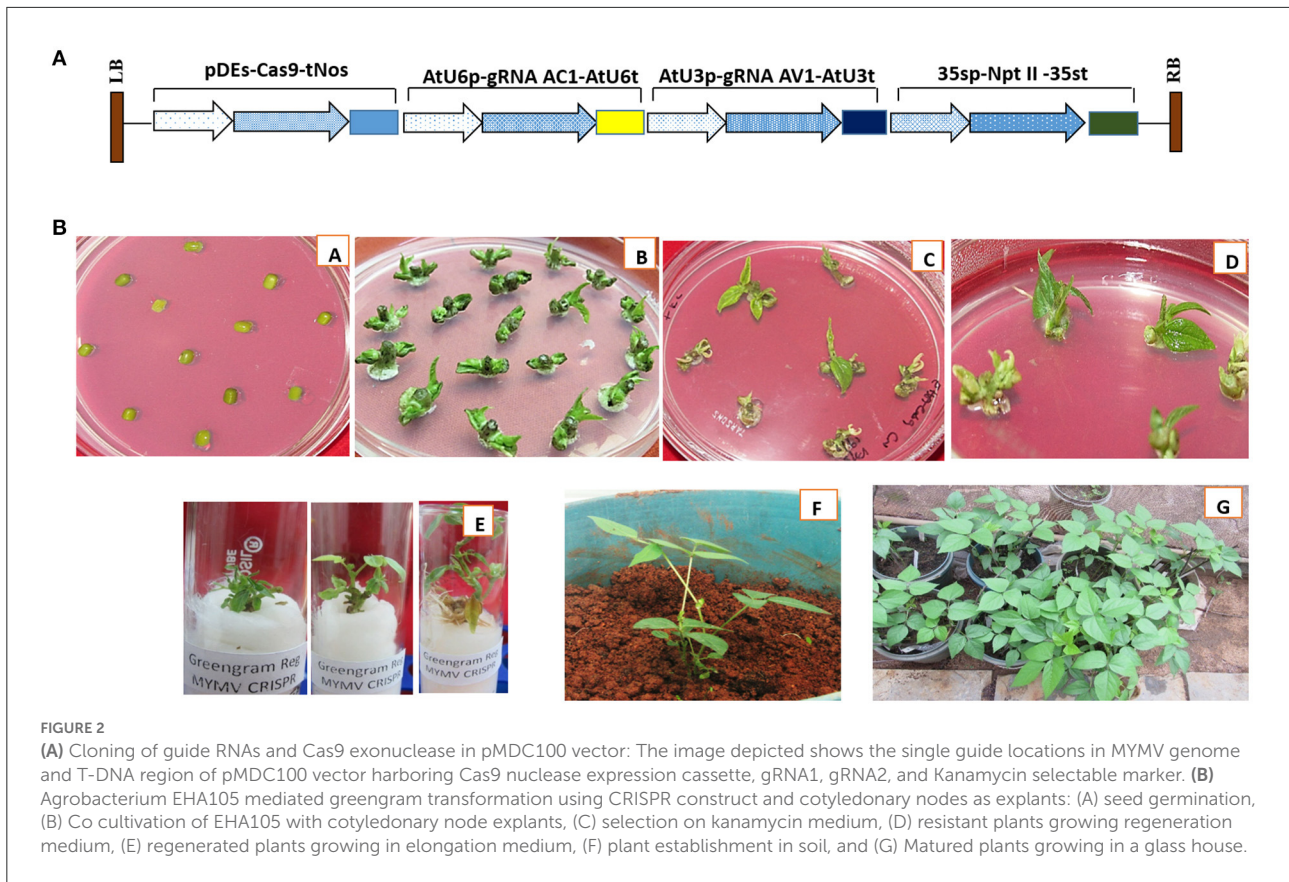 A
LB
pDEs-Cas9-tNos
AtU6p-gRNA AC1-AtU6t
AtU3p-gRNA AV1-AtU3t
35sp-Npt II -35st
RB
B
A
B
C
D
TARSONS
E
Greengram Reg
MYMV CRISPR
Greengram Reg
MYMV CRISPR
Greengram Reg
MYMV CRISPR
F
G
FIGURE 2
(A) Cloning of guide RNAs and Cas9 exonuclease in pMDC100 vector: The image depicted shows the single guide locations in MYMV genome
and T-DNA region of pMDC100 vector harboring Cas9 nuclease expression cassette, gRNA1, gRNA2, and Kanamycin selectable marker. (B)
Agrobacterium EHA105 mediated greengram transformation using CRISPR construct and cotyledonary nodes as explants: (A) seed germination,
(B) Co cultivation of EHA105 with cotyledonary node explants, (C) selection on kanamycin medium, (D) resistant plants growing regeneration
medium, (E) regenerated plants growing in elongation medium, (F) plant establishment in soil, and (G) Matured plants growing in a glass house.